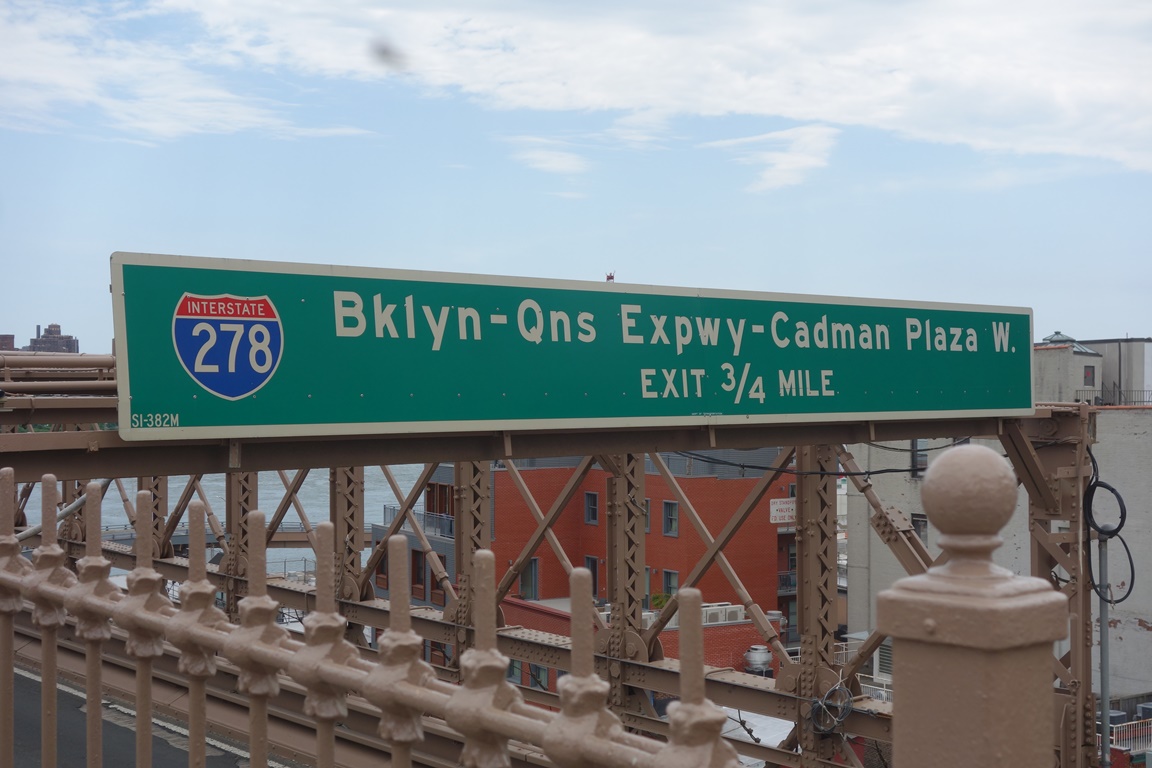 INTERSTATE
278
Bklyn-Qns Expwy-Cadman Plaza W.
EXIT 3/4 MILE
SI-382M